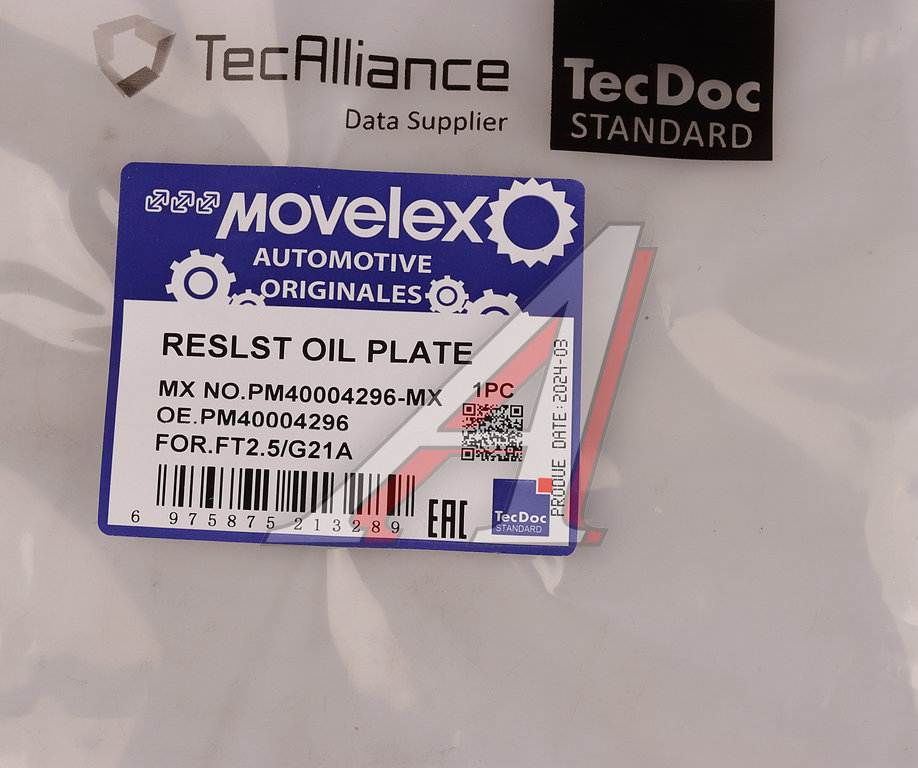 TecAlliance
Data Supplier
TecDoc
STANDARD
MOVelex
AUTOMOTIVE
ORIGINALES
RESLST OIL PLATE
MX NO.PM40004296-MX 1PC
OE.PM40004296
FOR.FT2.5/G21A
PRODUE DATE:2024-03
6 975875 213289
EAC
TecDoc
STANDARD